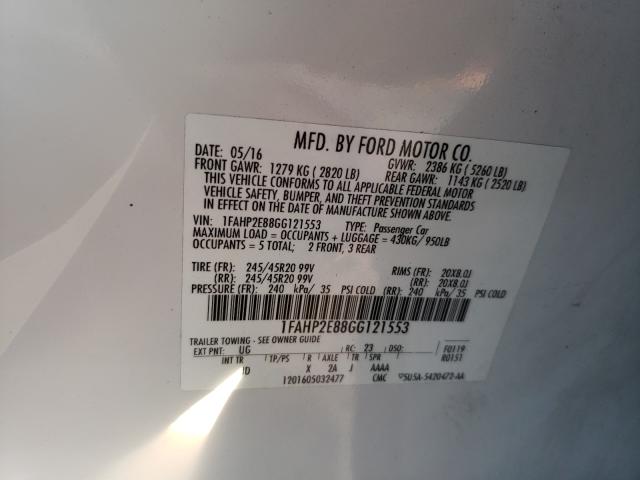 MFD. BY FORD MOTOR CO.
DATE: 05/16 GVWR: 2386 KG ( 5260 LB)
FRONT GAWR: 1279 KG ( 2820 LB) REAR GAWR: 1143 KG ( 2520 LB)
THIS VEHICLE CONFORMS TO ALL APPLICABLE FEDERAL MOTOR
VEHICLE SAFETY, BUMPER, AND THEFT PREVENTION STANDARDS
IN EFFECT ON THE DATE OF MANUFACTURE SHOWN ABOVE.
VIN: 1FAHP2E88GG121553 TYPE: Passenger Car
MAXIMUM LOAD = OCCUPANTS + LUGGAGE = 430KG/ 950LB
OCCUPANTS = 5 TOTAL; 2 FRONT, 3 REAR
TIRE (FR): 245/45R20 99V RIMS (FR): 20X8.0J
(RR): 245/45R20 99V (RR): 20X8.0J
PRESSURE (FR): 240 kPa/ 35 PSI COLD (RR): 240 kPa/ 35 PSI COLD
1FAHP2E88GG121553
TRAILER TOWING - SEE OWNER GUIDE
EXT PNT: UG RC: 23 DSO: F0119
INT TR TP/PS R AXLE TR SPR R0151
X 2A J AAAA
1201605032477 CMC 5U5A-5420472-AA